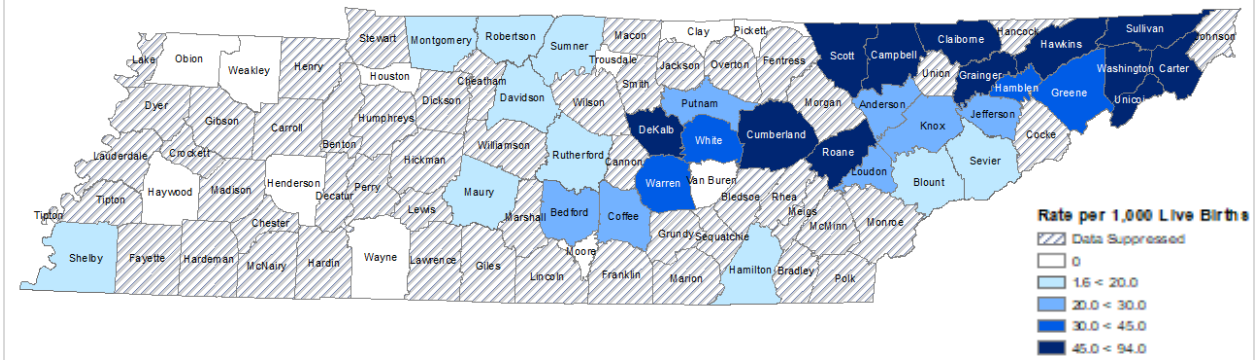 Stewart
Montgomery
Robertson
Sumner
Macon
Clay
Pickett
Scott
Campbell
Claiborne
Hancock
Hawkins
Sullivan
Johnson
Lake
Obion
Weakley
Henry
Houston
Cheatham
Davidson
Trousdale
Smith
Jackson
Overton
Fentress
Morgan
Union
Grainger
Hamblen
Greene
Washington
Carter
Unicoi
Dyer
Gibson
Carroll
Benton
Humphreys
Dickson
Wilson
Putnam
Anderson
Knox
Jefferson
Cocke
Lauderdale
Crockett
Haywood
Madison
Henderson
Decatur
Perry
Hickman
Williamson
Rutherford
Cannon
DeKalb
White
Cumberland
Roane
Loudon
Blount
Sevier
Tipton
Tipton
Chester
Lewis
Maury
Marshall
Bedford
Coffee
Warren
Van Buren
Bledsoe
Rhea
Meigs
McMinn
Monroe
Shelby
Fayette
Hardeman
McNairy
Hardin
Wayne
Lawrence
Giles
Lincoln
Moore
Franklin
Grundy
Sequatchie
Marion
Hamilton
Bradley
Polk
Rate per 1,000 Live Births
Data Suppressed
0
1.6 < 20.0
20.0 < 30.0
30.0 < 45.0
45.0 < 94.0